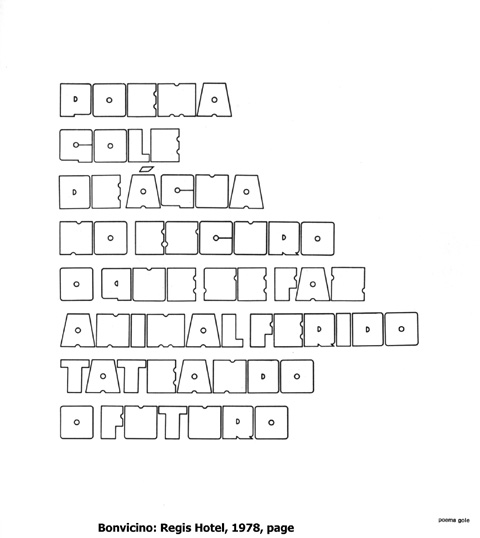 POEMA
GOLE
DE ÁGUA
NO ESCURO
O QUE SE FAZ
ANIMAL FERIDO
TATEANDO
O FUTURO
poema gole
Bonvicino: Regis Hotel, 1978, page